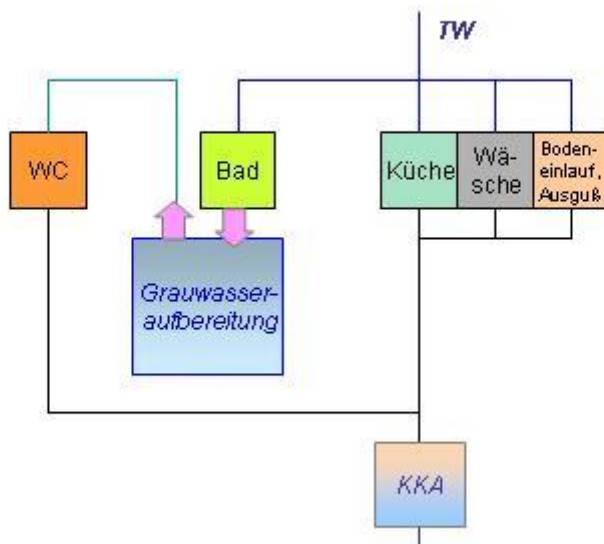 TW
WC
Bad
Küche
Wä-
sche
Boden-
einlauf,
Ausguß
Grauwasser-
aufbereitung
KKA